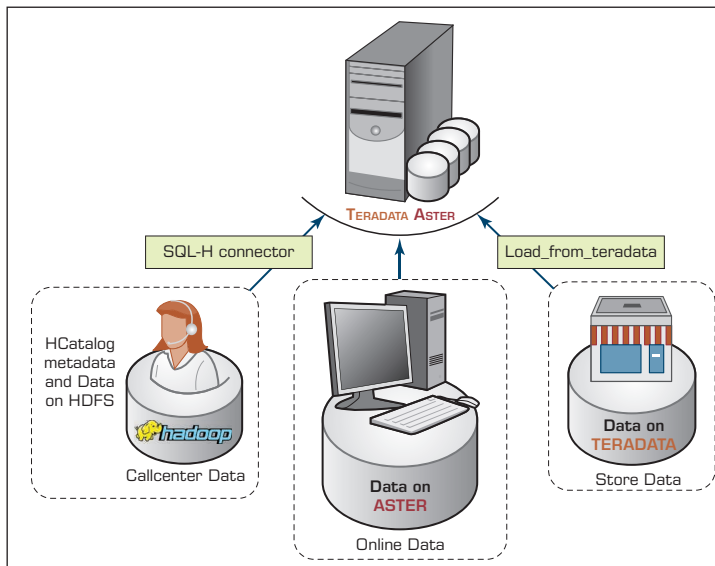 TERADATA ASTER
SQL-H connector
Load_from_teradata
HCatalog
metadata
and Data
on HDFS
hadoop
Callcenter Data
Data on
ASTER
Online Data
Data on
TERADATA
Store Data